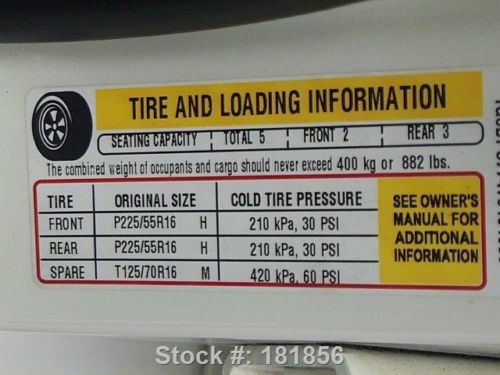 TIRE AND LOADING INFORMATION
SEATING CAPACITY TOTAL 5 FRONT 2 REAR 3
The combined weight of occupants and cargo should never exceed 400 kg or 882 lbs.
TIRE ORIGINAL SIZE COLD TIRE PRESSURE
FRONT P225/55R16 H 210 kPa, 30 PSI
REAR P225/55R16 H 210 kPa, 30 PSI
SPARE T125/70R16 M 420 kPa, 60 PSI
SEE OWNER'S
MANUAL FOR
ADDITIONAL
INFORMATION
Stock #: 181856